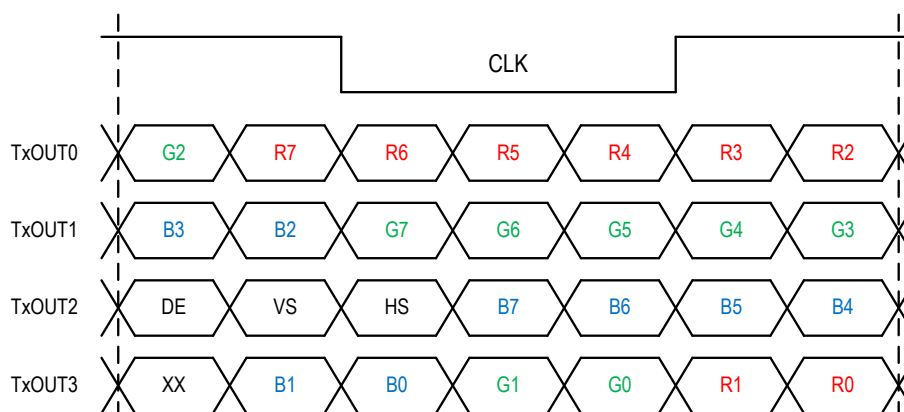 CLK
TxOUT0 G2 R7 R6 R5 R4 R3 R2
TxOUT1 B3 B2 G7 G6 G5 G4 G3
TxOUT2 DE VS HS B7 B6 B5 B4
TxOUT3 XX B1 B0 G1 G0 R1 R0